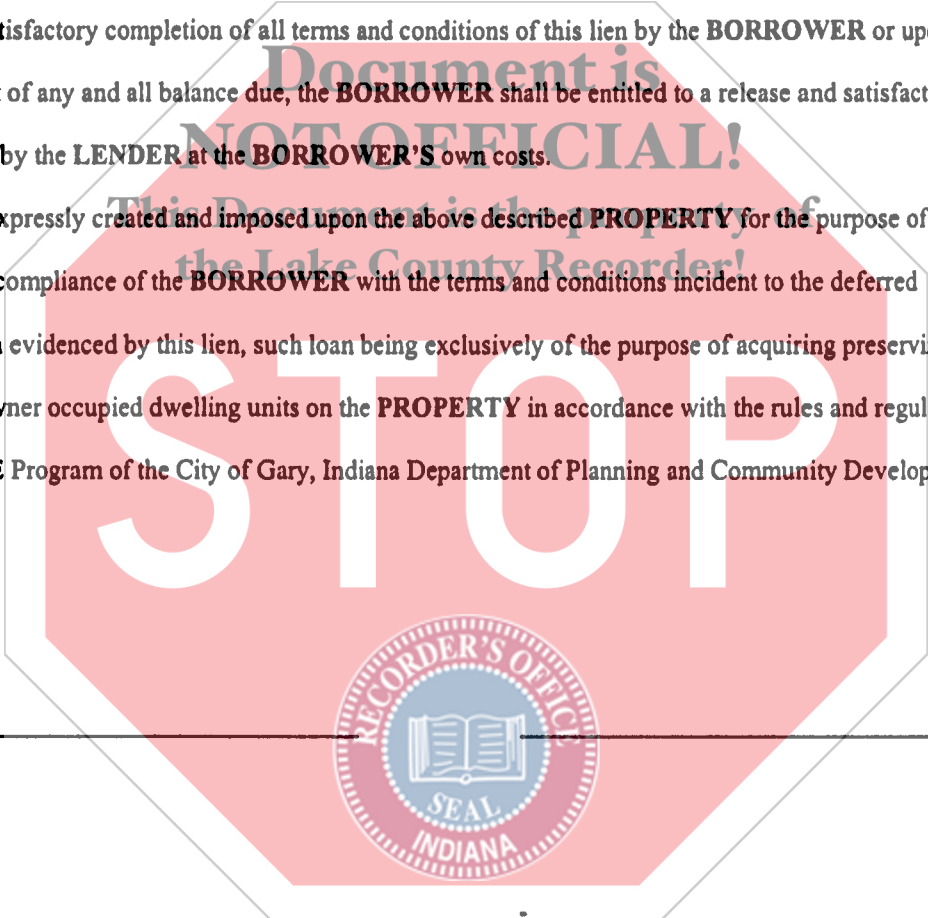 tisfactory completion of all terms and conditions of this lien by the BORROWER or up
Document is
of any and all balance due, the BORROWER shall be entitled to a release and satisfact
NOT OFFICIAL!
by the LENDER at the BORROWER'S own costs.
This Document is the property of
xpressly created and imposed upon the above described PROPERTY for the purpose of
the Lake County Recorder!
compliance of the BORROWER with the terms and conditions incident to the deferred
evidenced by this lien, such loan being exclusively of the purpose of acquiring preservi
vner occupied dwelling units on the PROPERTY in accordance with the rules and regul
E Program of the City of Gary, Indiana Department of Planning and Community Develop
STOP
RECORDER'S OFFICE
SEAL
INDIANA